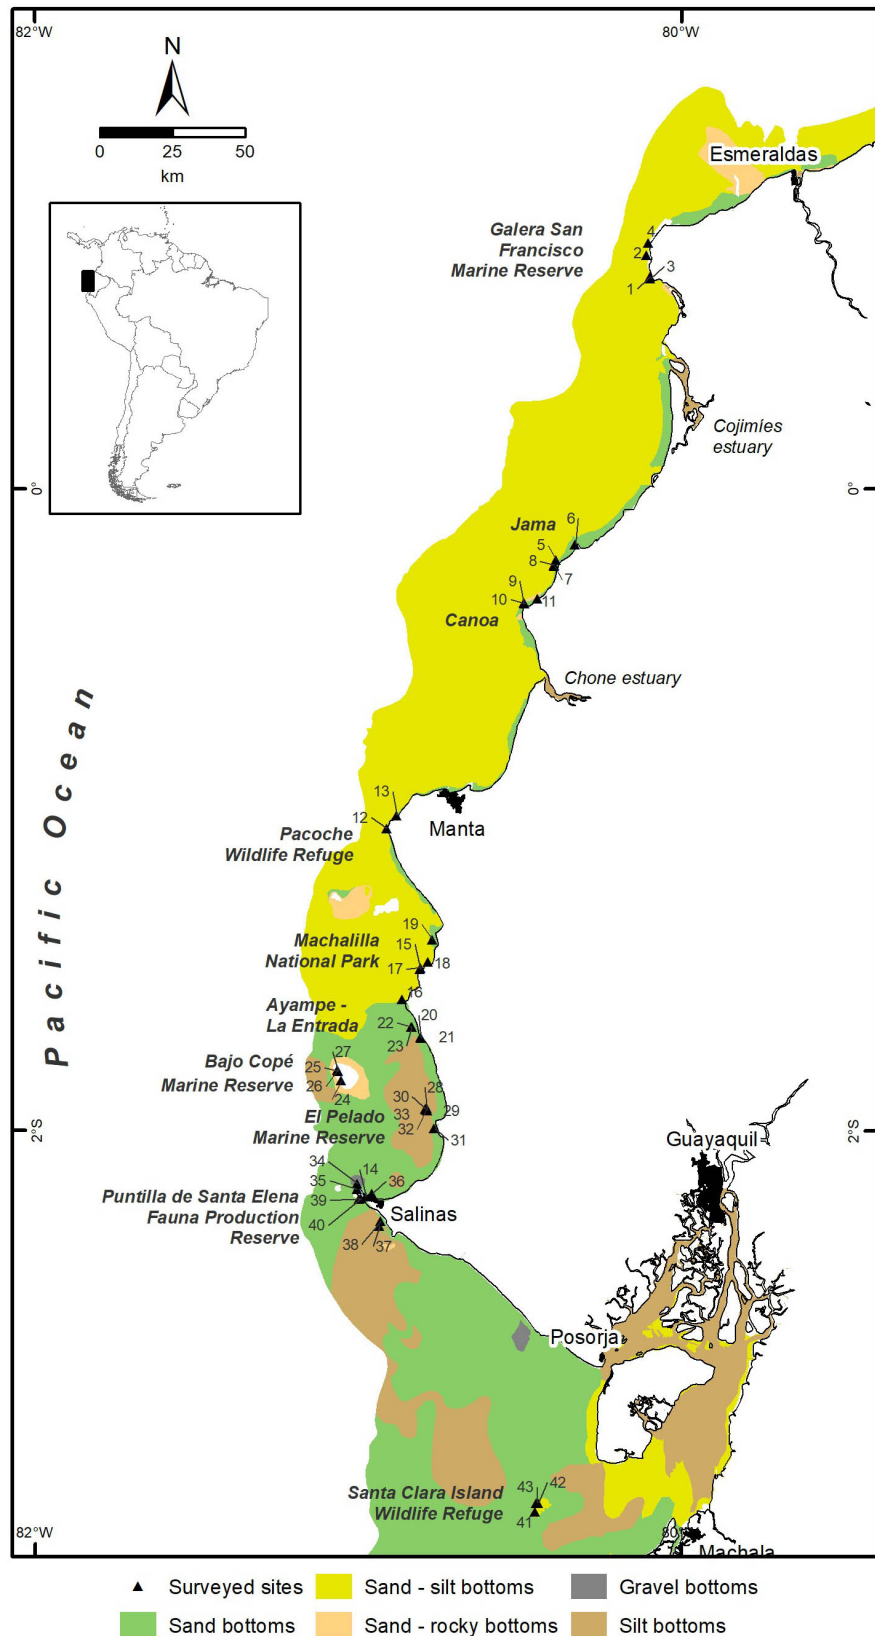 82°W
80°W
N
0
25
50
km
Esmeraldas
Galera San
Francisco
Marine Reserve
4
2
3
1
Cojimíes
estuary
0°
0°
Jama
6
5
8
7
9
10
11
Canoa
Chone estuary
Pacific Ocean
13
12
Manta
Pacoche
Wildlife Refuge
19
Machalilla
National Park
15
17
18
16
Ayampe -
La Entrada
20
22
21
23
Bajo Copé
Marine Reserve
27
25
26
24
28
30
29
33
El Pelado
Marine Reserve
32
31
2°S
2°S
Guayaquil
34
14
35
36
Puntilla de Santa Elena
Fauna Production
Reserve
39
40
Salinas
38
37
Posorja
Santa Clara Island
Wildlife Refuge
43
42
41
82°W
80
Machala
Surveyed sites
Sand - silt bottoms
Gravel bottoms
Sand bottoms
Sand - rocky bottoms
Silt bottoms